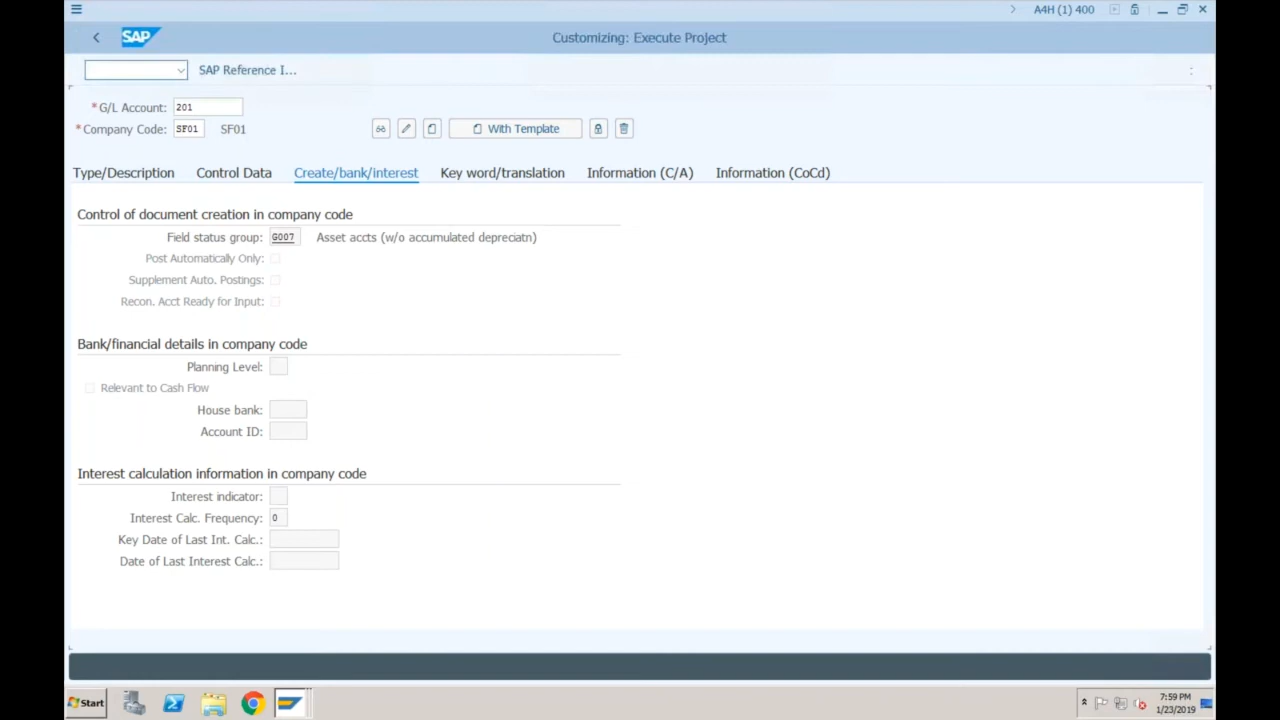 A4H (1) 400
SAP Customizing: Execute Project
SAP Reference I...
* G/L Account: 201
* Company Code: SF01 SF01 With Template
Type/Description Control Data Create/bank/interest Key word/translation Information (C/A) Information (CoCd)
Control of document creation in company code
Field status group: G007 Asset accts (w/o accumulated depreciatn)
Post Automatically Only:
Supplement Auto. Postings:
Recon. Acct Ready for Input:
Bank/financial details in company code
Planning Level:
Relevant to Cash Flow
House bank:
Account ID:
Interest calculation information in company code
Interest indicator:
Interest Calc. Frequency: 0
Key Date of Last Int. Calc.:
Date of Last Interest Calc.:
Start 7:59 PM
1/23/2019